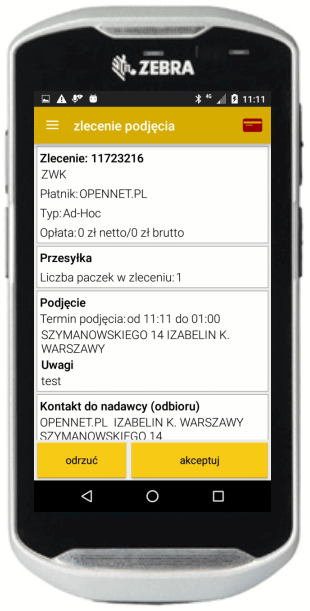 ZEBRA
4G 11:11
zlecenie podjęcia
Zlecenie: 11723216
ZWK
Płatnik: OPENNET.PL
Typ: Ad-Hoc
Opłata: 0 zł netto/0 zł brutto
Przesyłka
Liczba paczek w zleceniu: 1
Podjęcie
Termin podjęcia: od 11:11 do 01:00
SZYMANOWSKIEGO 14 IZABELIN K.
WARSZAWY
Uwagi
test
Kontakt do nadawcy (odbioru)
OPENNET.PL IZABELIN K. WARSZAWY
SZYMANOWSKIEGO 14
odrzuć akceptuj